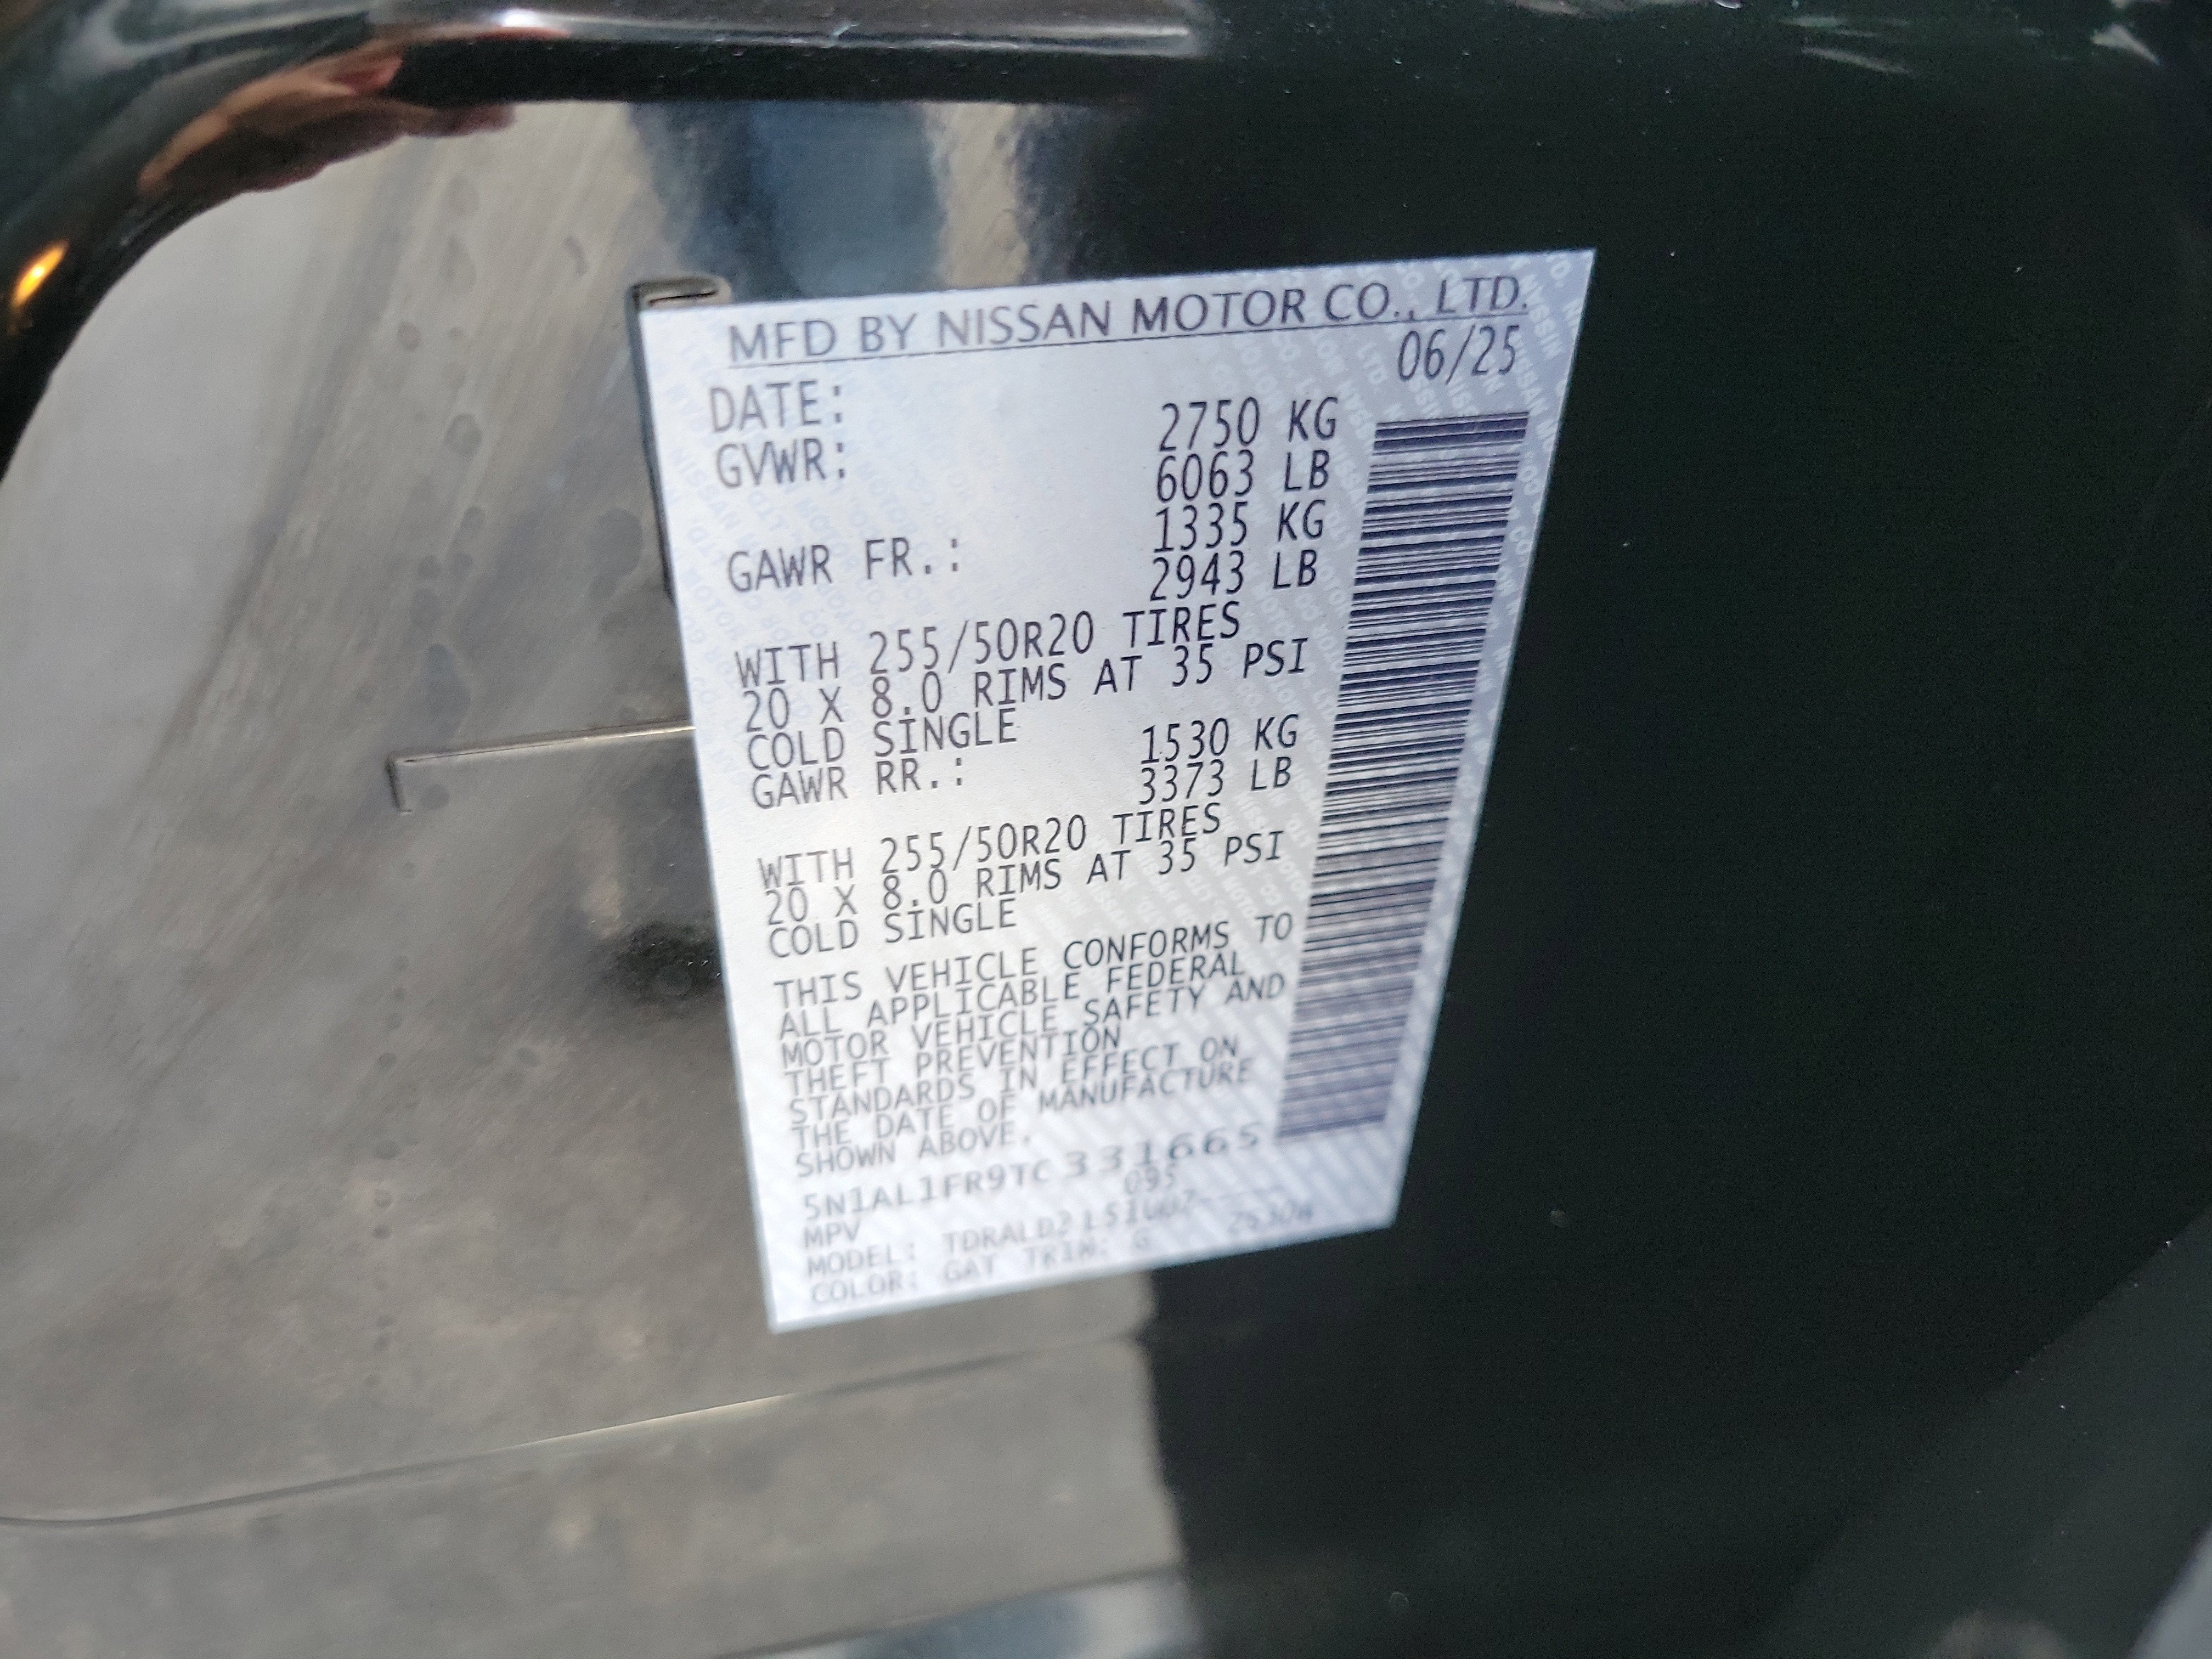 MFD BY NISSAN MOTOR CO., LTD.
DATE: 06/25
GVWR: 2750 KG
6063 LB
GAWR FR.: 1335 KG
2943 LB
WITH 255/50R20 TIRES
20 X 8.0 RIMS AT 35 PSI
COLD SINGLE
GAWR RR.: 1530 KG
3373 LB
WITH 255/50R20 TIRES
20 X 8.0 RIMS AT 35 PSI
COLD SINGLE
THIS VEHICLE CONFORMS TO
ALL APPLICABLE FEDERAL
MOTOR VEHICLE SAFETY AND
THEFT PREVENTION
STANDARDS IN EFFECT ON
THE DATE OF MANUFACTURE
SHOWN ABOVE.
5N1AL1FR9TC331665
MPV 095
MODEL:
COLOR: GAT TRIM: G